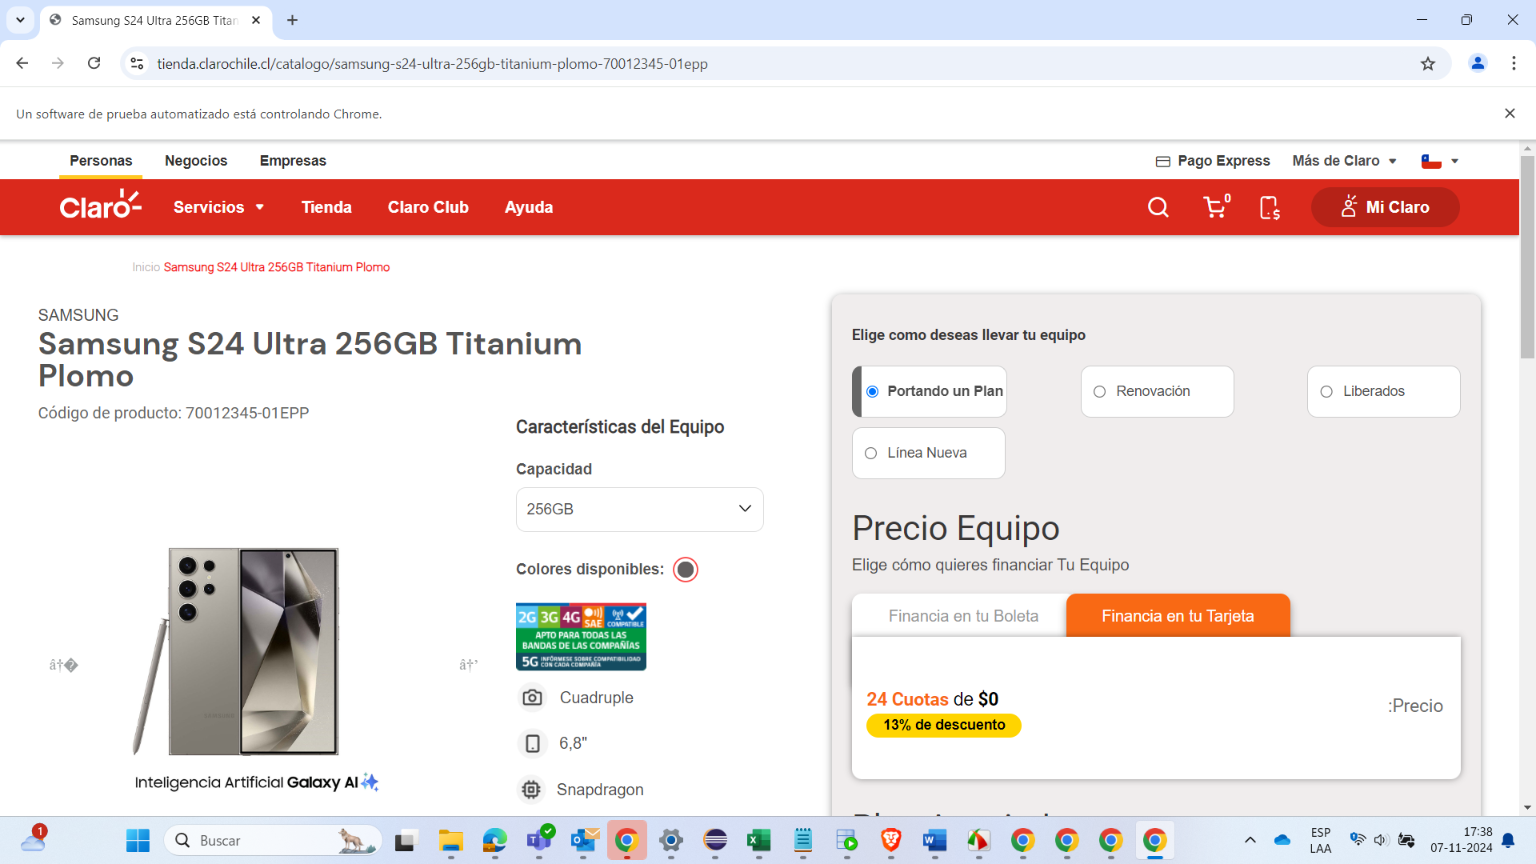 Samsung S24 Ultra 256GB Titan
tienda.clarochile.cl/catalogo/samsung-s24-ultra-256gb-titanium-plomo-70012345-01epp
Un software de prueba automatizado está controlando Chrome.
Personas Negocios Empresas Pago Express Más de Claro
Claro Servicios Tienda Claro Club Ayuda 0 $ Mi Claro
Inicio Samsung S24 Ultra 256GB Titanium Plomo
SAMSUNG
Samsung S24 Ultra 256GB Titanium
Plomo
Código de producto: 70012345-01EPP
Inteligencia Artificial Galaxy AI
Características del Equipo
Capacidad
256GB
Colores disponibles:
2G 3G 4G SAE COMPATIBLE
APTO PARA TODAS LAS
BANDAS DE LAS COMPAÑÍAS
5G INFÓRMESE SOBRE COMPATIBILIDAD
CON CADA COMPAÑÍA
Cuadruple
6,8"
Snapdragon
Elige como deseas llevar tu equipo
Portando un Plan Renovación Liberados
Línea Nueva
Precio Equipo
Elige cómo quieres financiar Tu Equipo
Financia en tu Boleta Financia en tu Tarjeta
24 Cuotas de $0
:Precio
13% de descuento
1 Buscar ESP 17:38
LAA 07-11-2024